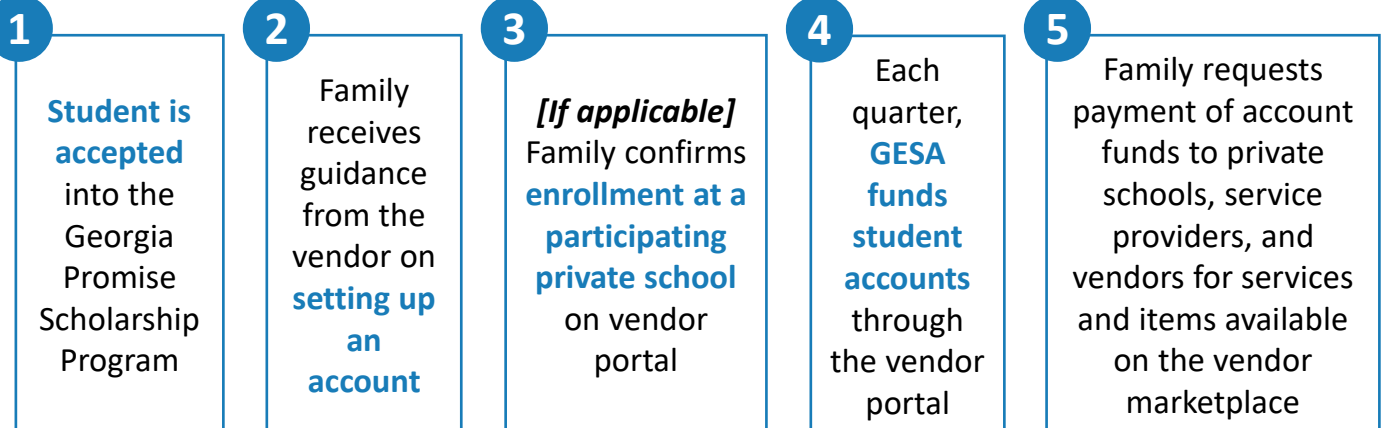 1
Student is
accepted
into the
Georgia
Promise
Scholarship
Program
2
Family
receives
guidance
from the
vendor on
setting up
an
account
3
[If applicable]
Family confirms
enrollment at a
participating
private school
on vendor
portal
4
Each
quarter,
GESA
funds
student
accounts
through
the vendor
portal
5
Family requests
payment of account
funds to private
schools, service
providers, and
vendors for services
and items available
on the vendor
marketplace